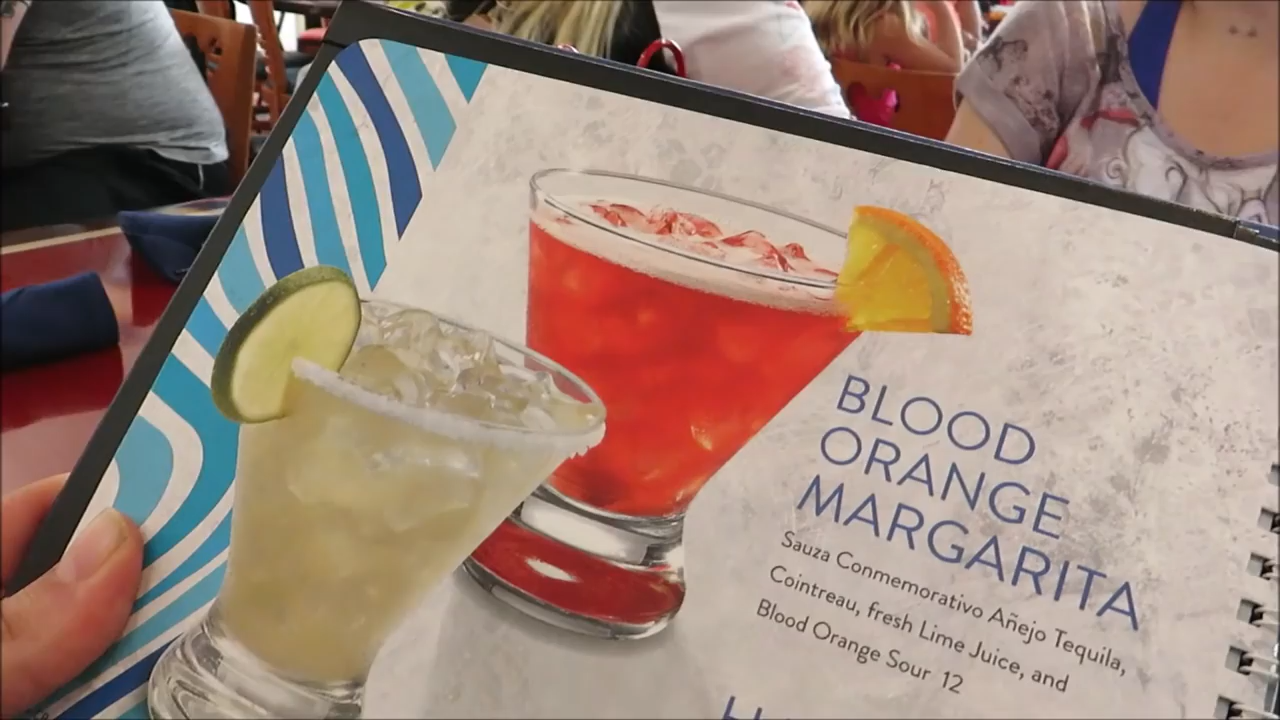 BLOOD
ORANGE
MARGARITA
Sauza Conmemorativo Añejo Tequila,
Cointreau, fresh Lime Juice, and
Blood Orange Sour 12